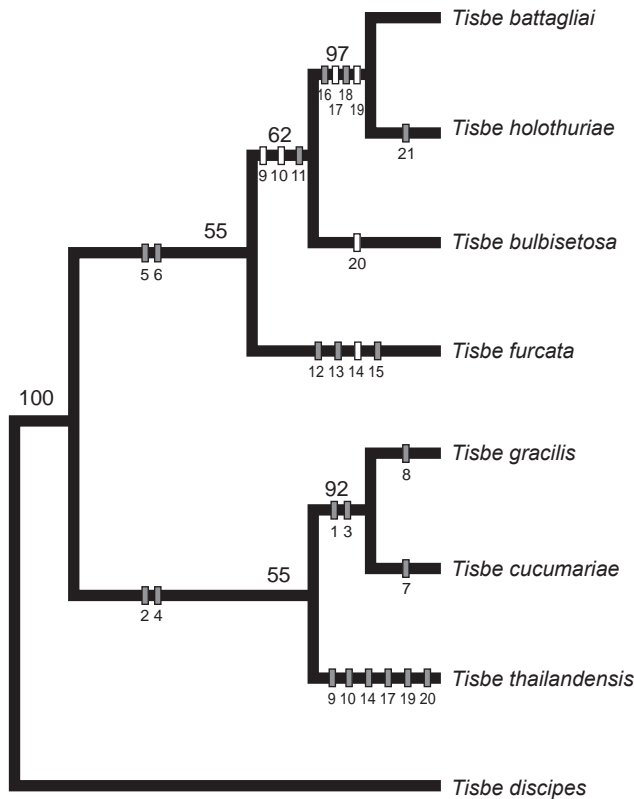 Tisbe battagliai
97
16 17 18 19
Tisbe holothuriae
21
62
9 10 11
55
5 6
Tisbe bulbisetosa
20
Tisbe furcata
12 13 14 15
100
Tisbe gracilis
8
92
1 3
Tisbe cucumariae
7
55
2 4
Tisbe thailandensis
9 10 14 17 19 20
Tisbe discipes